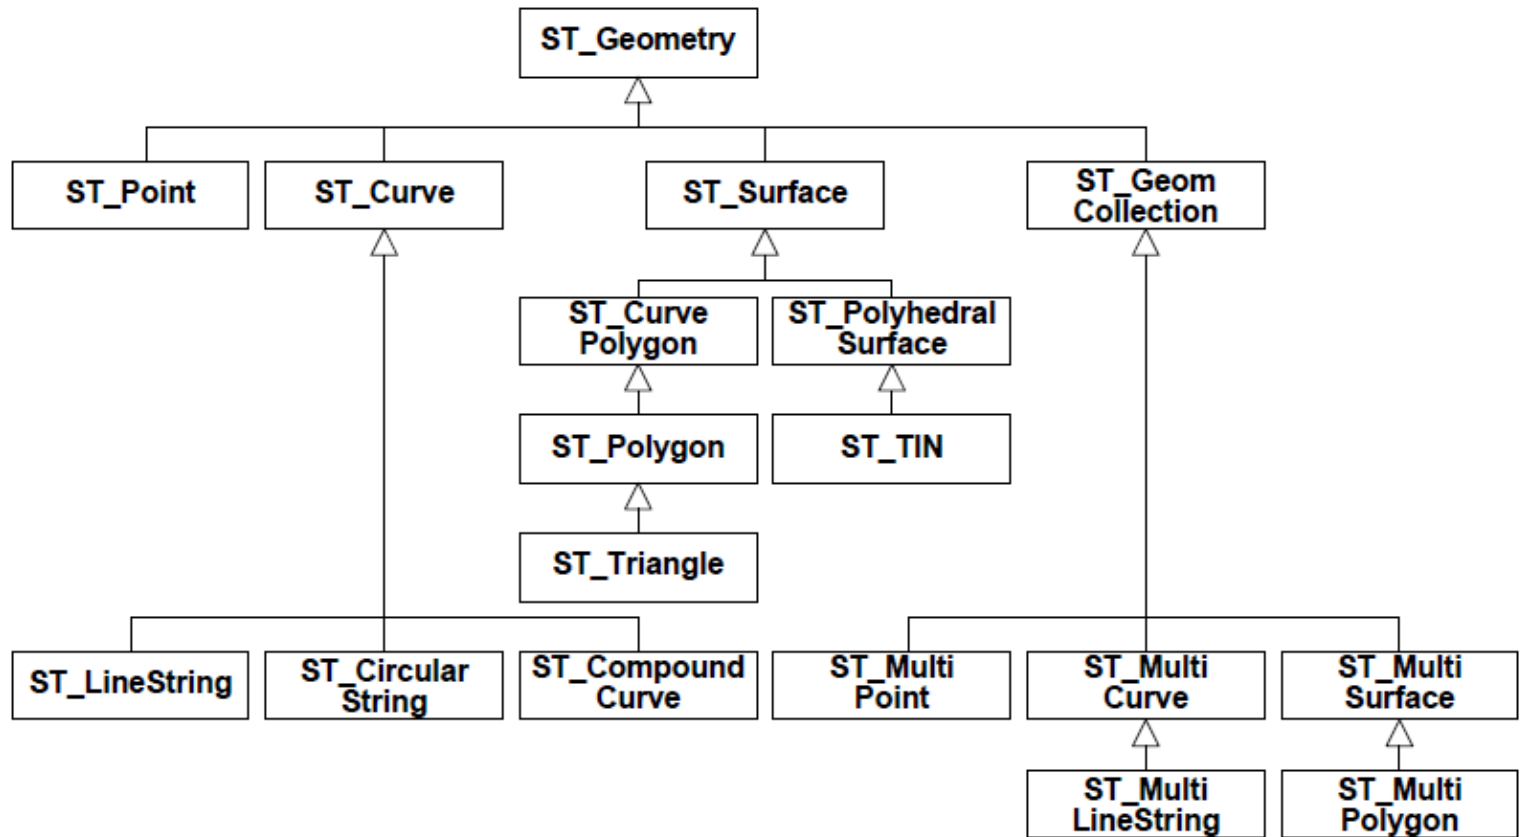 ST_Geometry
ST_Point
ST_Curve
ST_Surface
ST_Geom
Collection
ST_Curve
Polygon
ST_Polyhedral
Surface
ST_Polygon
ST_TIN
ST_Triangle
ST_LineString
ST_Circular
String
ST_Compound
Curve
ST_Multi
Point
ST_Multi
Curve
ST_Multi
Surface
ST_Multi
LineString
ST_Multi
Polygon